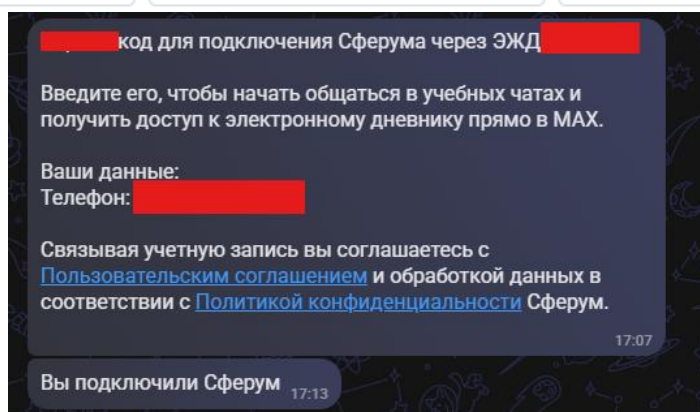 код для подключения Сферума через ЭЖД
Введите его, чтобы начать общаться в учебных чатах и
получить доступ к электронному дневнику прямо в MAX.
Ваши данные:
Телефон:
Связывая учетную запись вы соглашаетесь с
Пользовательским соглашением и обработкой данных в
соответствии с Политикой конфиденциальности Сферум.
17:07
Вы подключили Сферум 17:13